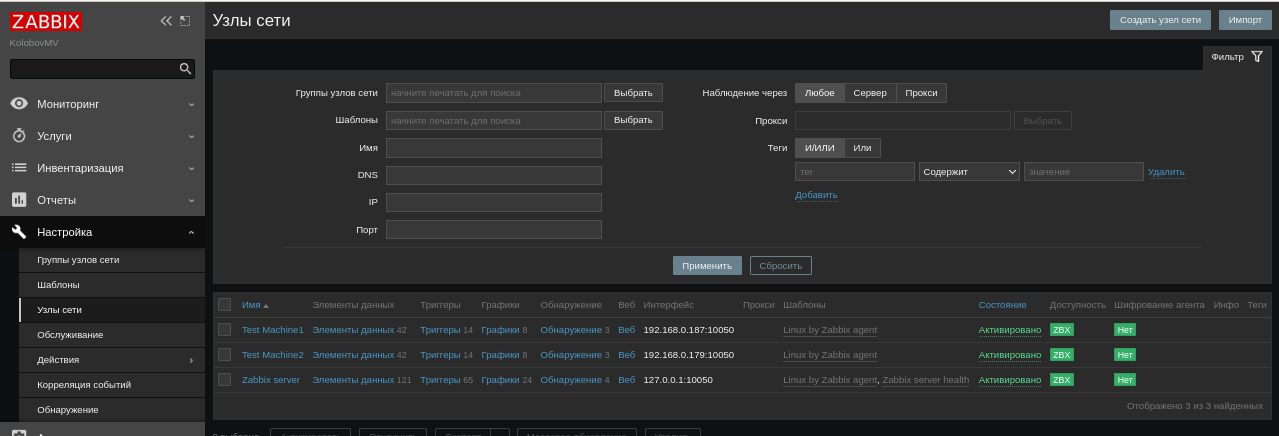 ZABBIX
KolobovMV
Мониторинг
Услуги
Инвентаризация
Отчеты
Настройка
Группы узлов сети
Шаблоны
Узлы сети
Обслуживание
Действия
Корреляция событий
Обнаружение
Узлы сети
Создать узел сети Импорт
Фильтр
Группы узлов сети начните печатать для поиска Выбрать Наблюдение через Любое Сервер Прокси
Шаблоны начните печатать для поиска Выбрать Прокси Выбрать
Имя Теги И/ИЛИ Или
DNS тег Содержит значение Удалить
IP Добавить
Порт
Применить Сбросить
Имя Элементы данных Триггеры Графики Обнаружение Веб Интерфейс Прокси Шаблоны Состояние Доступность Шифрование агента Инфо Теги
Test Machine1 Элементы данных 42 Триггеры 14 Графики 8 Обнаружение 3 Веб 192.168.0.187:10050 Linux by Zabbix agent Активировано ZBX Нет
Test Machine2 Элементы данных 42 Триггеры 14 Графики 8 Обнаружение 3 Веб 192.168.0.179:10050 Linux by Zabbix agent Активировано ZBX Нет
Zabbix server Элементы данных 121 Триггеры 65 Графики 24 Обнаружение 4 Веб 127.0.0.1:10050 Linux by Zabbix agent, Zabbix server health Активировано ZBX Нет
Отображено 3 из 3 найденных